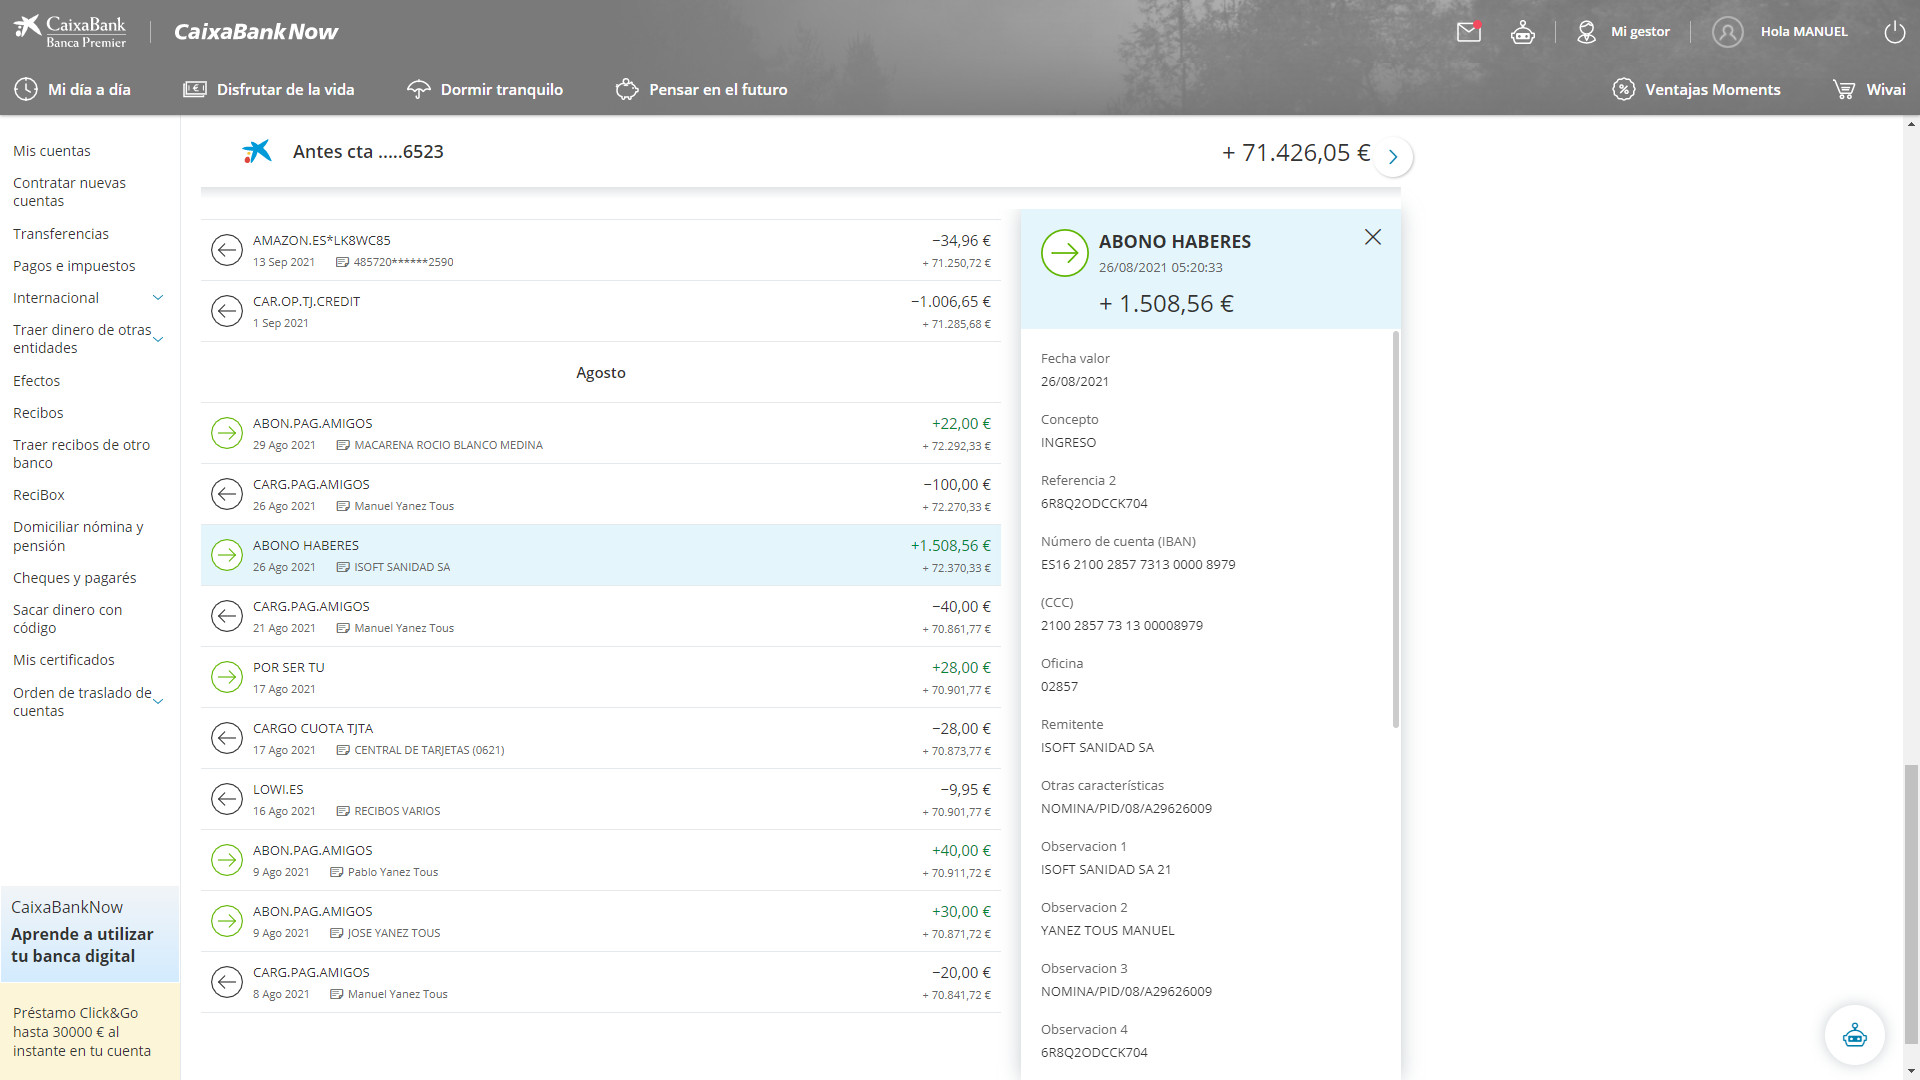 CaixaBank
Banca Premier
CaixaBankNow
Mi gestor
Hola MANUEL
Mi día a día
Disfrutar de la vida
Dormir tranquilo
Pensar en el futuro
Ventajas Moments
Wivai
Mis cuentas
Contratar nuevas
cuentas
Transferencias
Pagos e impuestos
Internacional
Traer dinero de otras
entidades
Efectos
Recibos
Traer recibos de otro
banco
ReciBox
Domiciliar nómina y
pensión
Cheques y pagarés
Sacar dinero con
código
Mis certificados
Orden de traslado de
cuentas
CaixaBankNow
Aprende a utilizar
tu banca digital
Préstamo Click&Go
hasta 30000 € al
instante en tu cuenta
Antes cta .....6523
+ 71.426,05 €
AMAZON.ES*LK8WC85 −34,96 €
13 Sep 2021 485720******2590 + 71.250,72 €
CAR.OP.TJ.CREDIT −1.006,65 €
1 Sep 2021 + 71.285,68 €
Agosto
ABON.PAG.AMIGOS +22,00 €
29 Ago 2021 MACARENA ROCIO BLANCO MEDINA + 72.292,33 €
CARG.PAG.AMIGOS −100,00 €
26 Ago 2021 Manuel Yanez Tous + 72.270,33 €
ABONO HABERES +1.508,56 €
26 Ago 2021 ISOFT SANIDAD SA + 72.370,33 €
CARG.PAG.AMIGOS −40,00 €
21 Ago 2021 Manuel Yanez Tous + 70.861,77 €
POR SER TU +28,00 €
17 Ago 2021 + 70.901,77 €
CARGO CUOTA TJTA −28,00 €
17 Ago 2021 CENTRAL DE TARJETAS (0621) + 70.873,77 €
LOWI.ES −9,95 €
16 Ago 2021 RECIBOS VARIOS + 70.901,77 €
ABON.PAG.AMIGOS +40,00 €
9 Ago 2021 Pablo Yanez Tous + 70.911,72 €
ABON.PAG.AMIGOS +30,00 €
9 Ago 2021 JOSE YANEZ TOUS + 70.871,72 €
CARG.PAG.AMIGOS −20,00 €
8 Ago 2021 Manuel Yanez Tous + 70.841,72 €
ABONO HABERES
26/08/2021 05:20:33
+ 1.508,56 €
Fecha valor
26/08/2021
Concepto
INGRESO
Referencia 2
6R8Q2ODCCK704
Número de cuenta (IBAN)
ES16 2100 2857 7313 0000 8979
(CCC)
2100 2857 73 13 00008979
Oficina
02857
Remitente
ISOFT SANIDAD SA
Otras características
NOMINA/PID/08/A29626009
Observacion 1
ISOFT SANIDAD SA 21
Observacion 2
YANEZ TOUS MANUEL
Observacion 3
NOMINA/PID/08/A29626009
Observacion 4
6R8Q2ODCCK704